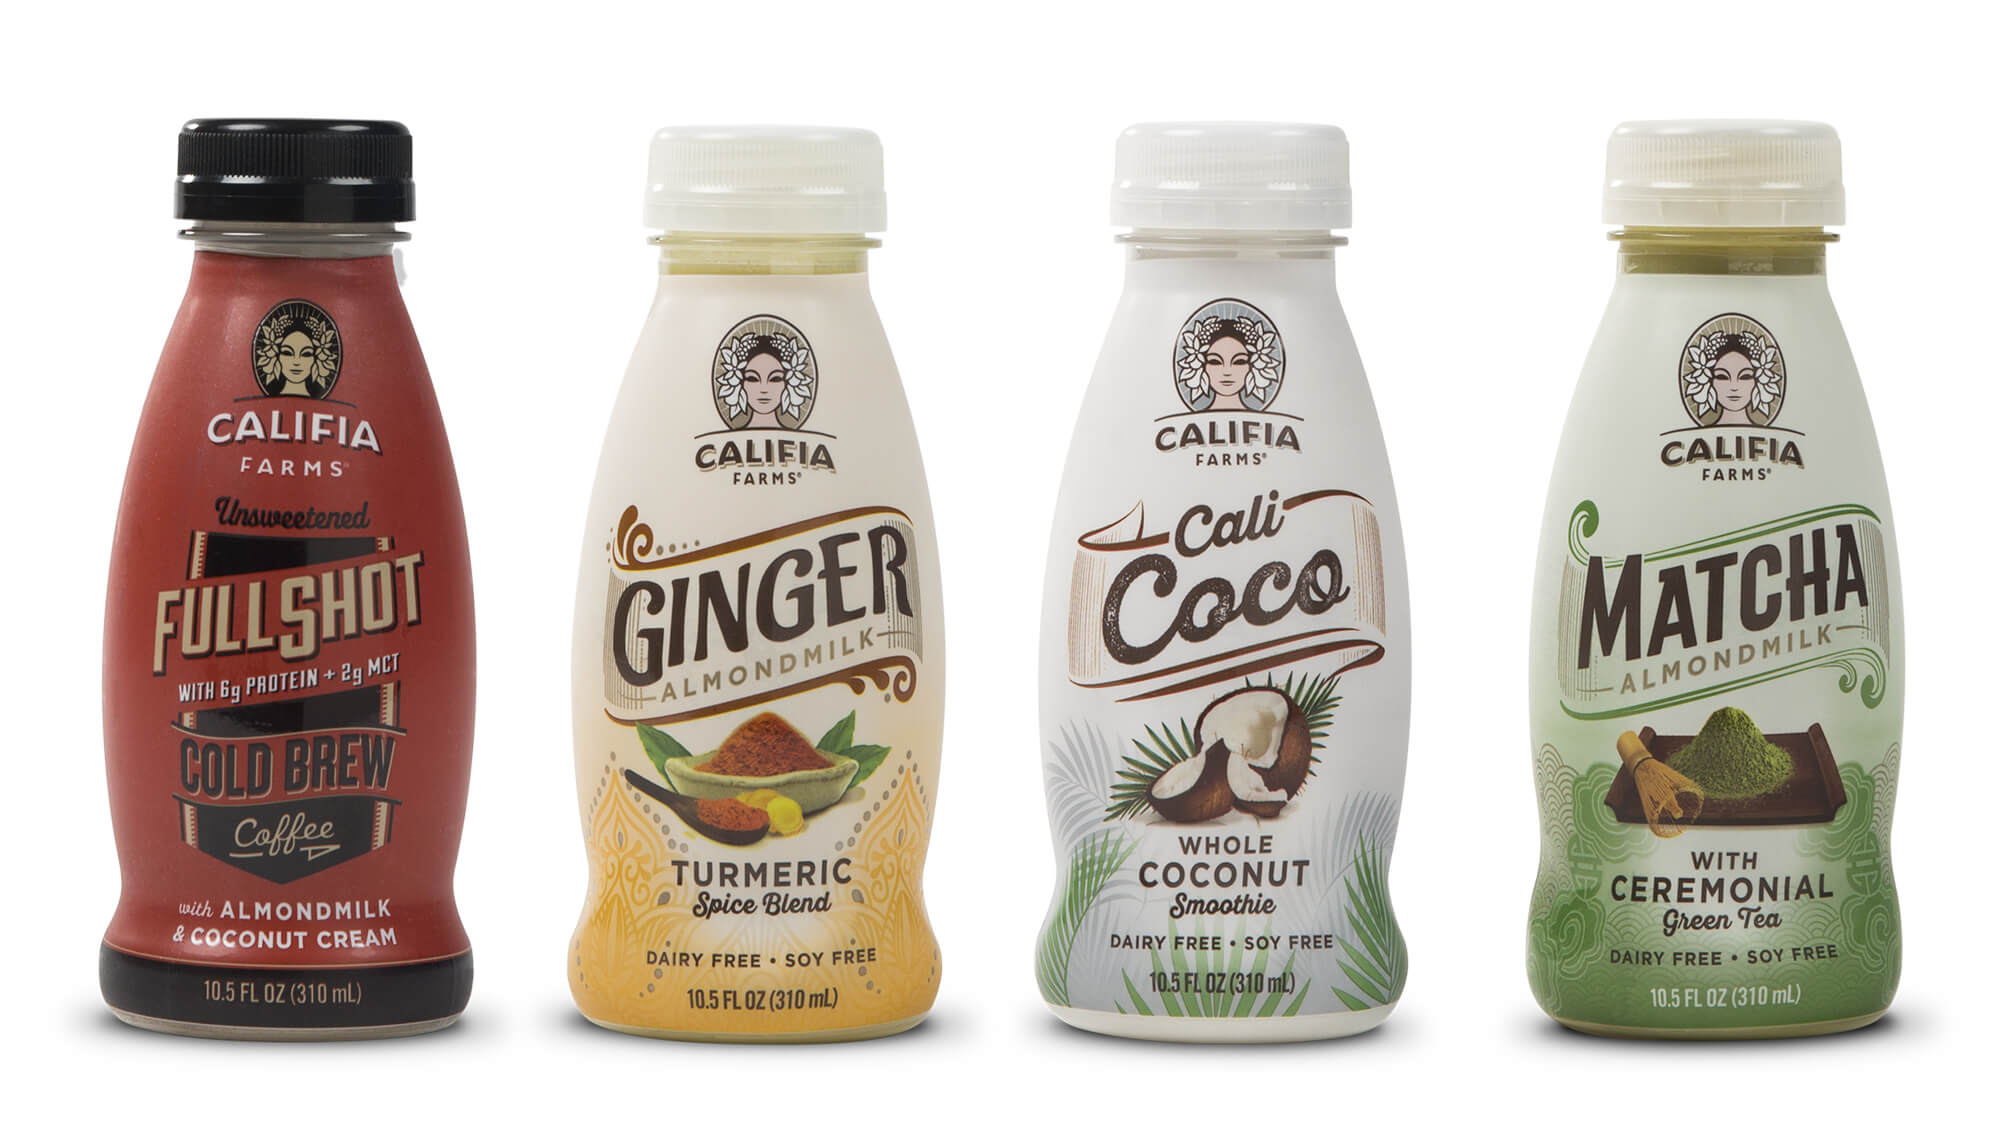 CALIFIA
FARMS®
Unsweetened
FULLSHOT
WITH 6g PROTEIN + 2g MCT
COLD BREW
Coffee
with ALMONDMILK
& COCONUT CREAM
10.5 FL OZ (310 mL)
CALIFIA
FARMS®
GINGER
ALMONDMILK
TURMERIC
Spice Blend
DAIRY FREE • SOY FREE
10.5 FL OZ (310 mL)
CALIFIA
FARMS®
Cali
Coco
WHOLE
COCONUT
Smoothie
DAIRY FREE • SOY FREE
10.5 FL OZ (310 mL)
CALIFIA
FARMS®
MATCHA
ALMONDMILK
WITH
CEREMONIAL
Green Tea
DAIRY FREE • SOY FREE
10.5 FL OZ (310 mL)